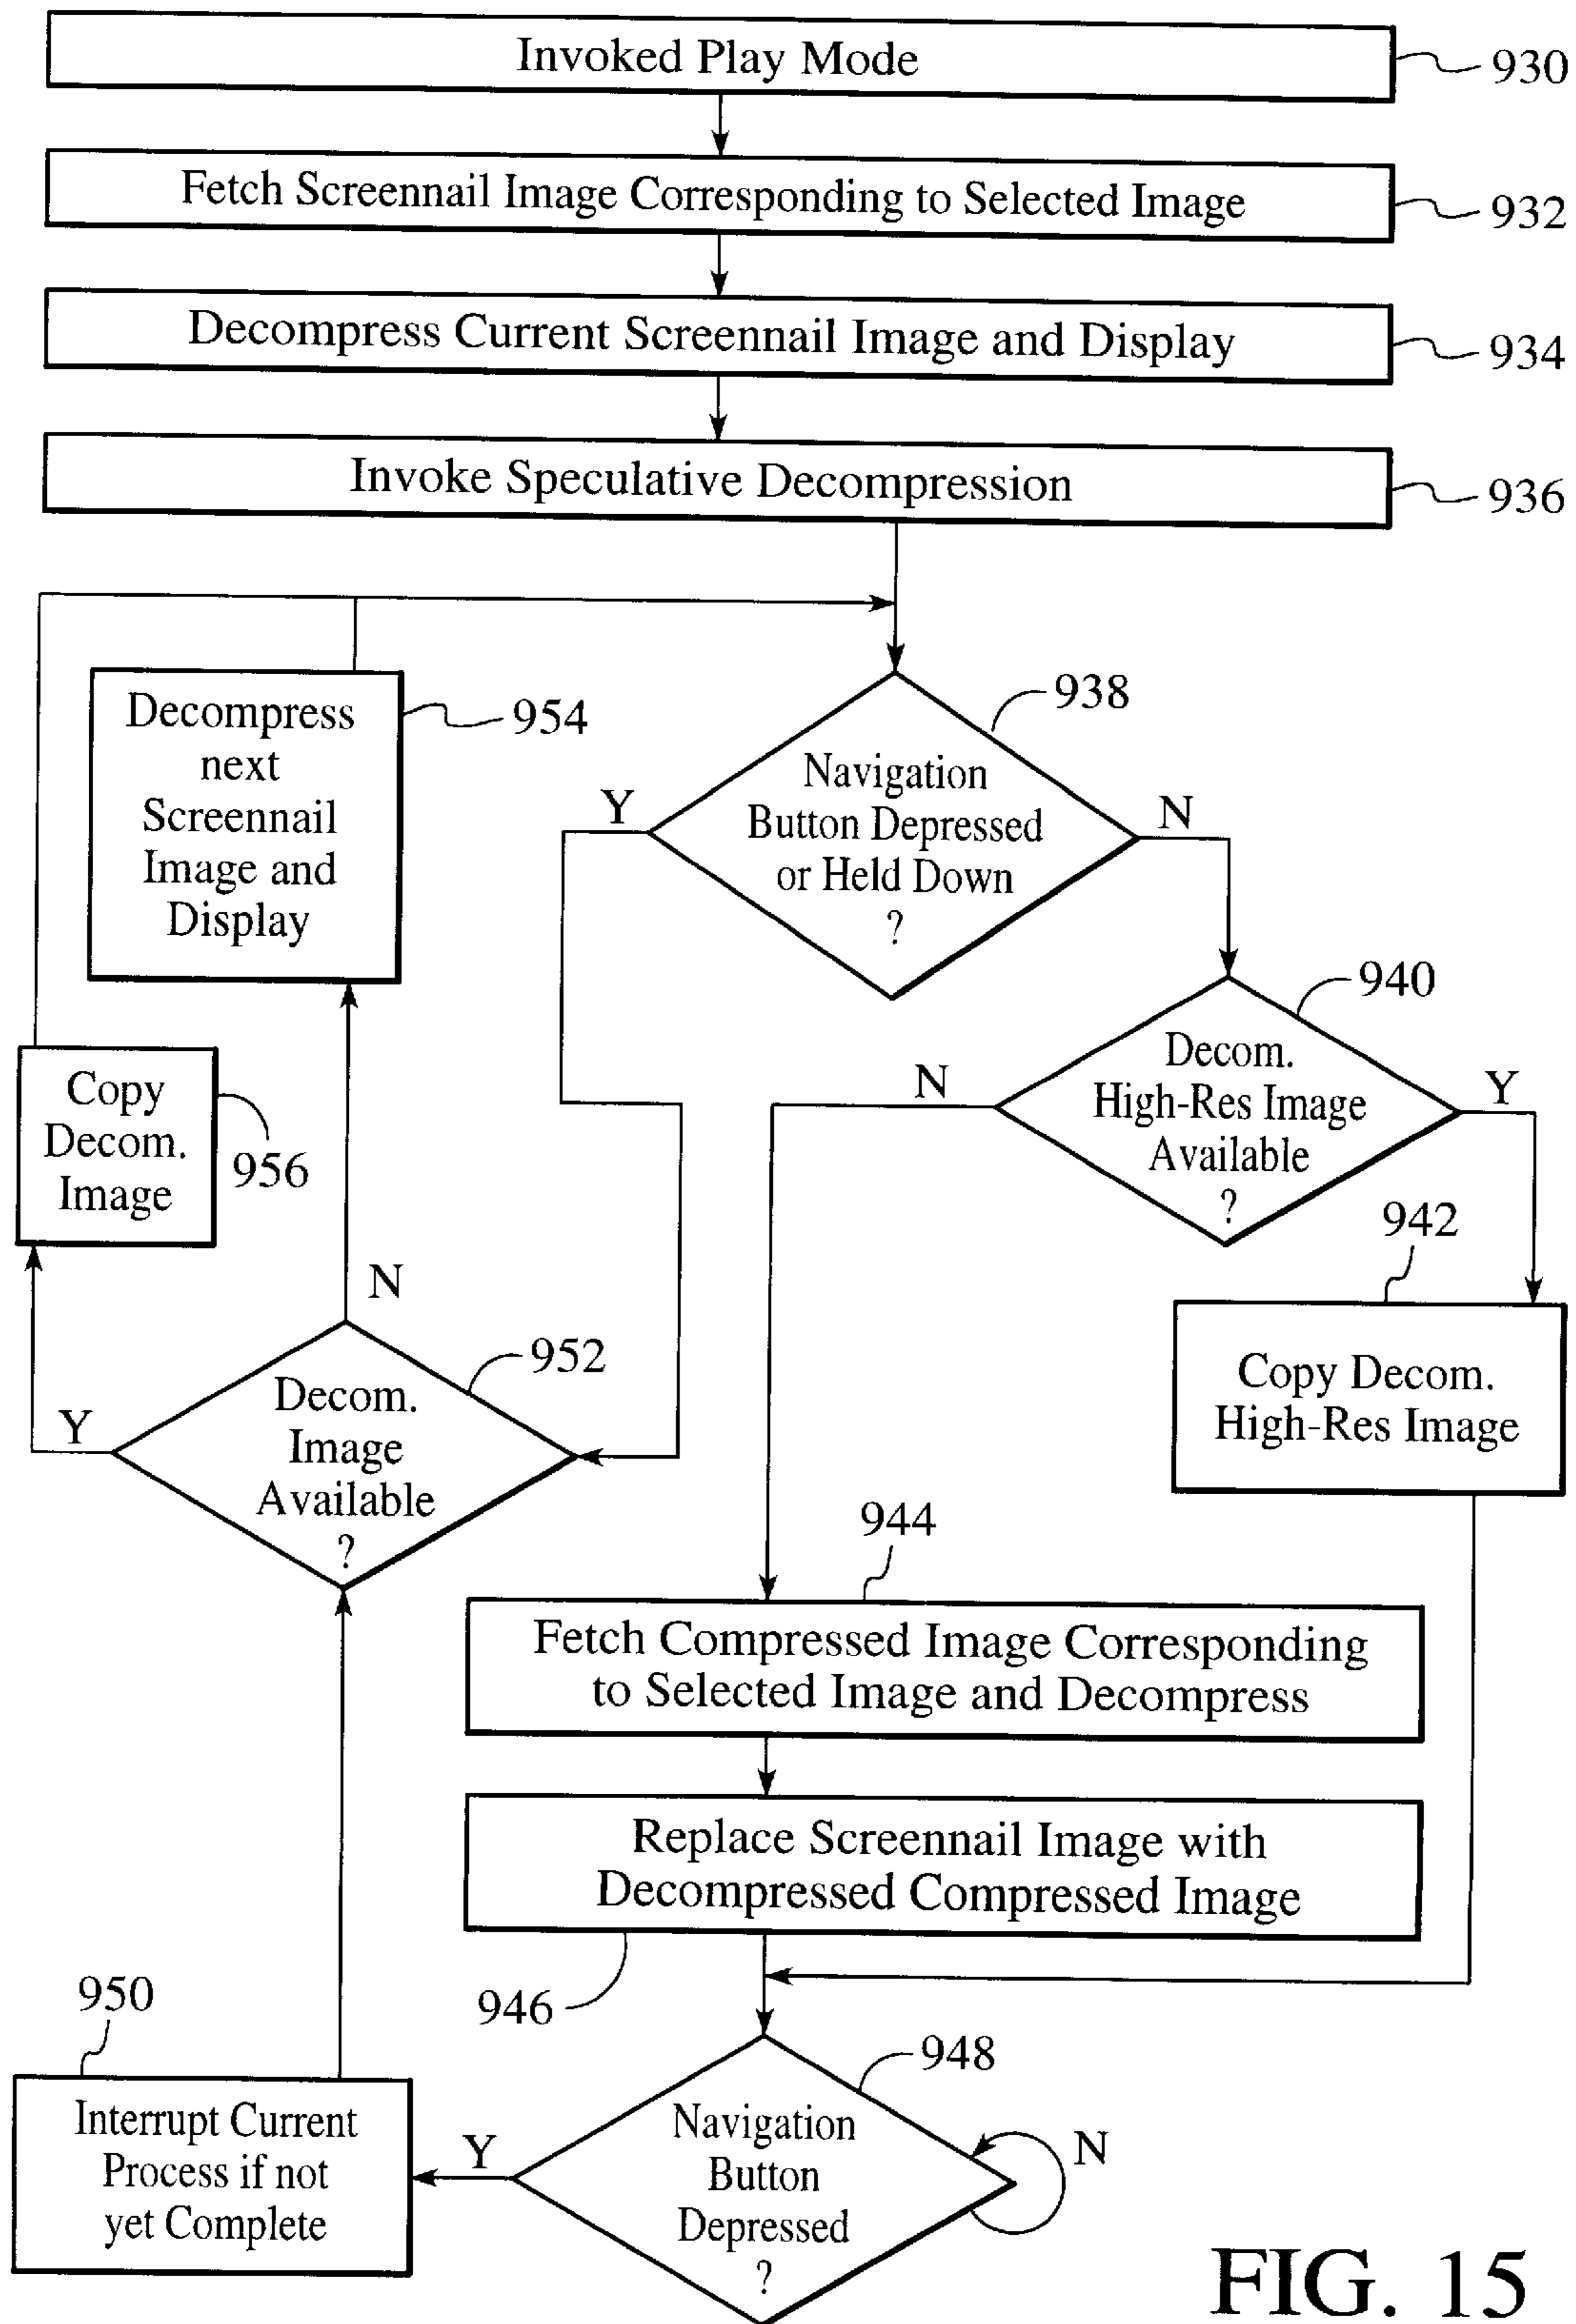 Invoked Play Mode
930
Fetch Screennail Image Corresponding to Selected Image
932
Decompress Current Screennail Image and Display
934
Invoke Speculative Decompression
936
Decompress
next
Screennail
Image and
Display
954
938
Navigation
Button Depressed
or Held Down
?
Y
N
940
Decom.
High-Res Image
Available
?
N
Y
Copy
Decom.
Image
956
942
Copy Decom.
High-Res Image
N
952
Decom.
Image
Available
?
Y
944
Fetch Compressed Image Corresponding
to Selected Image and Decompress
Replace Screennail Image with
Decompressed Compressed Image
946
950
Interrupt Current
Process if not
yet Complete
Y
948
Navigation
Button
Depressed
?
N
FIG. 15